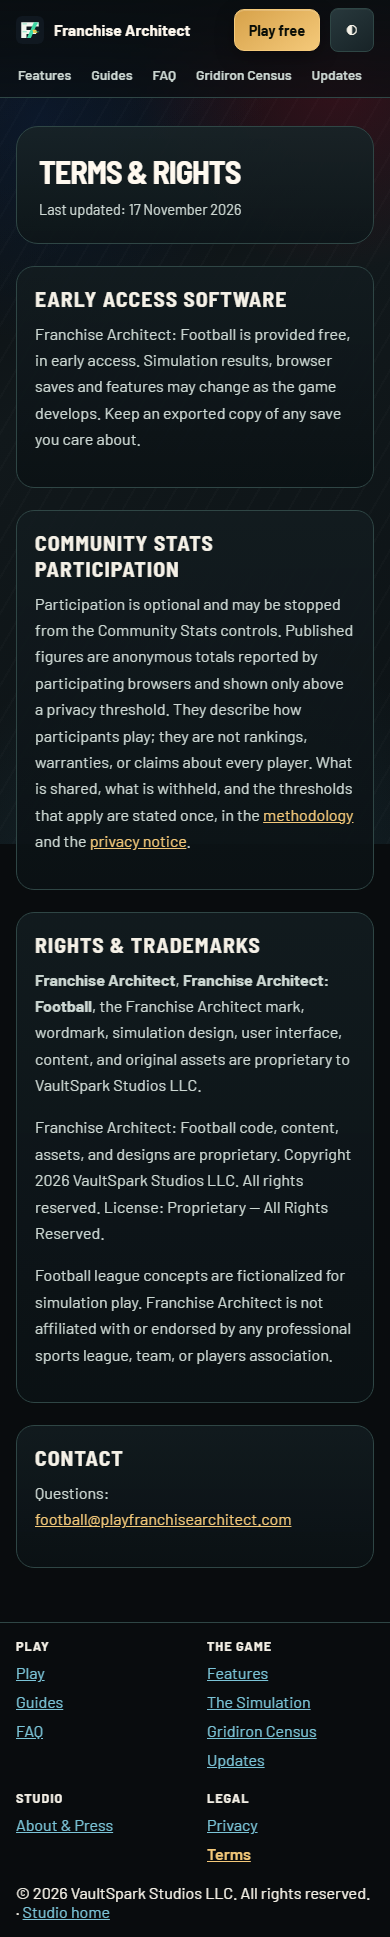 Franchise Architect
Play free
Features Guides FAQ Gridiron Census Updates
TERMS & RIGHTS
Last updated: 17 November 2026
EARLY ACCESS SOFTWARE
Franchise Architect: Football is provided free,
in early access. Simulation results, browser
saves and features may change as the game
develops. Keep an exported copy of any save
you care about.
COMMUNITY STATS
PARTICIPATION
Participation is optional and may be stopped
from the Community Stats controls. Published
figures are anonymous totals reported by
participating browsers and shown only above
a privacy threshold. They describe how
participants play; they are not rankings,
warranties, or claims about every player. What
is shared, what is withheld, and the thresholds
that apply are stated once, in the methodology
and the privacy notice.
RIGHTS & TRADEMARKS
Franchise Architect, Franchise Architect:
Football, the Franchise Architect mark,
wordmark, simulation design, user interface,
content, and original assets are proprietary to
VaultSpark Studios LLC.
Franchise Architect: Football code, content,
assets, and designs are proprietary. Copyright
2026 VaultSpark Studios LLC. All rights
reserved. License: Proprietary — All Rights
Reserved.
Football league concepts are fictionalized for
simulation play. Franchise Architect is not
affiliated with or endorsed by any professional
sports league, team, or players association.
CONTACT
Questions:
football@playfranchisearchitect.com
PLAY
Play
Guides
FAQ
THE GAME
Features
The Simulation
Gridiron Census
Updates
STUDIO
About & Press
LEGAL
Privacy
Terms
© 2026 VaultSpark Studios LLC. All rights reserved.
· Studio home